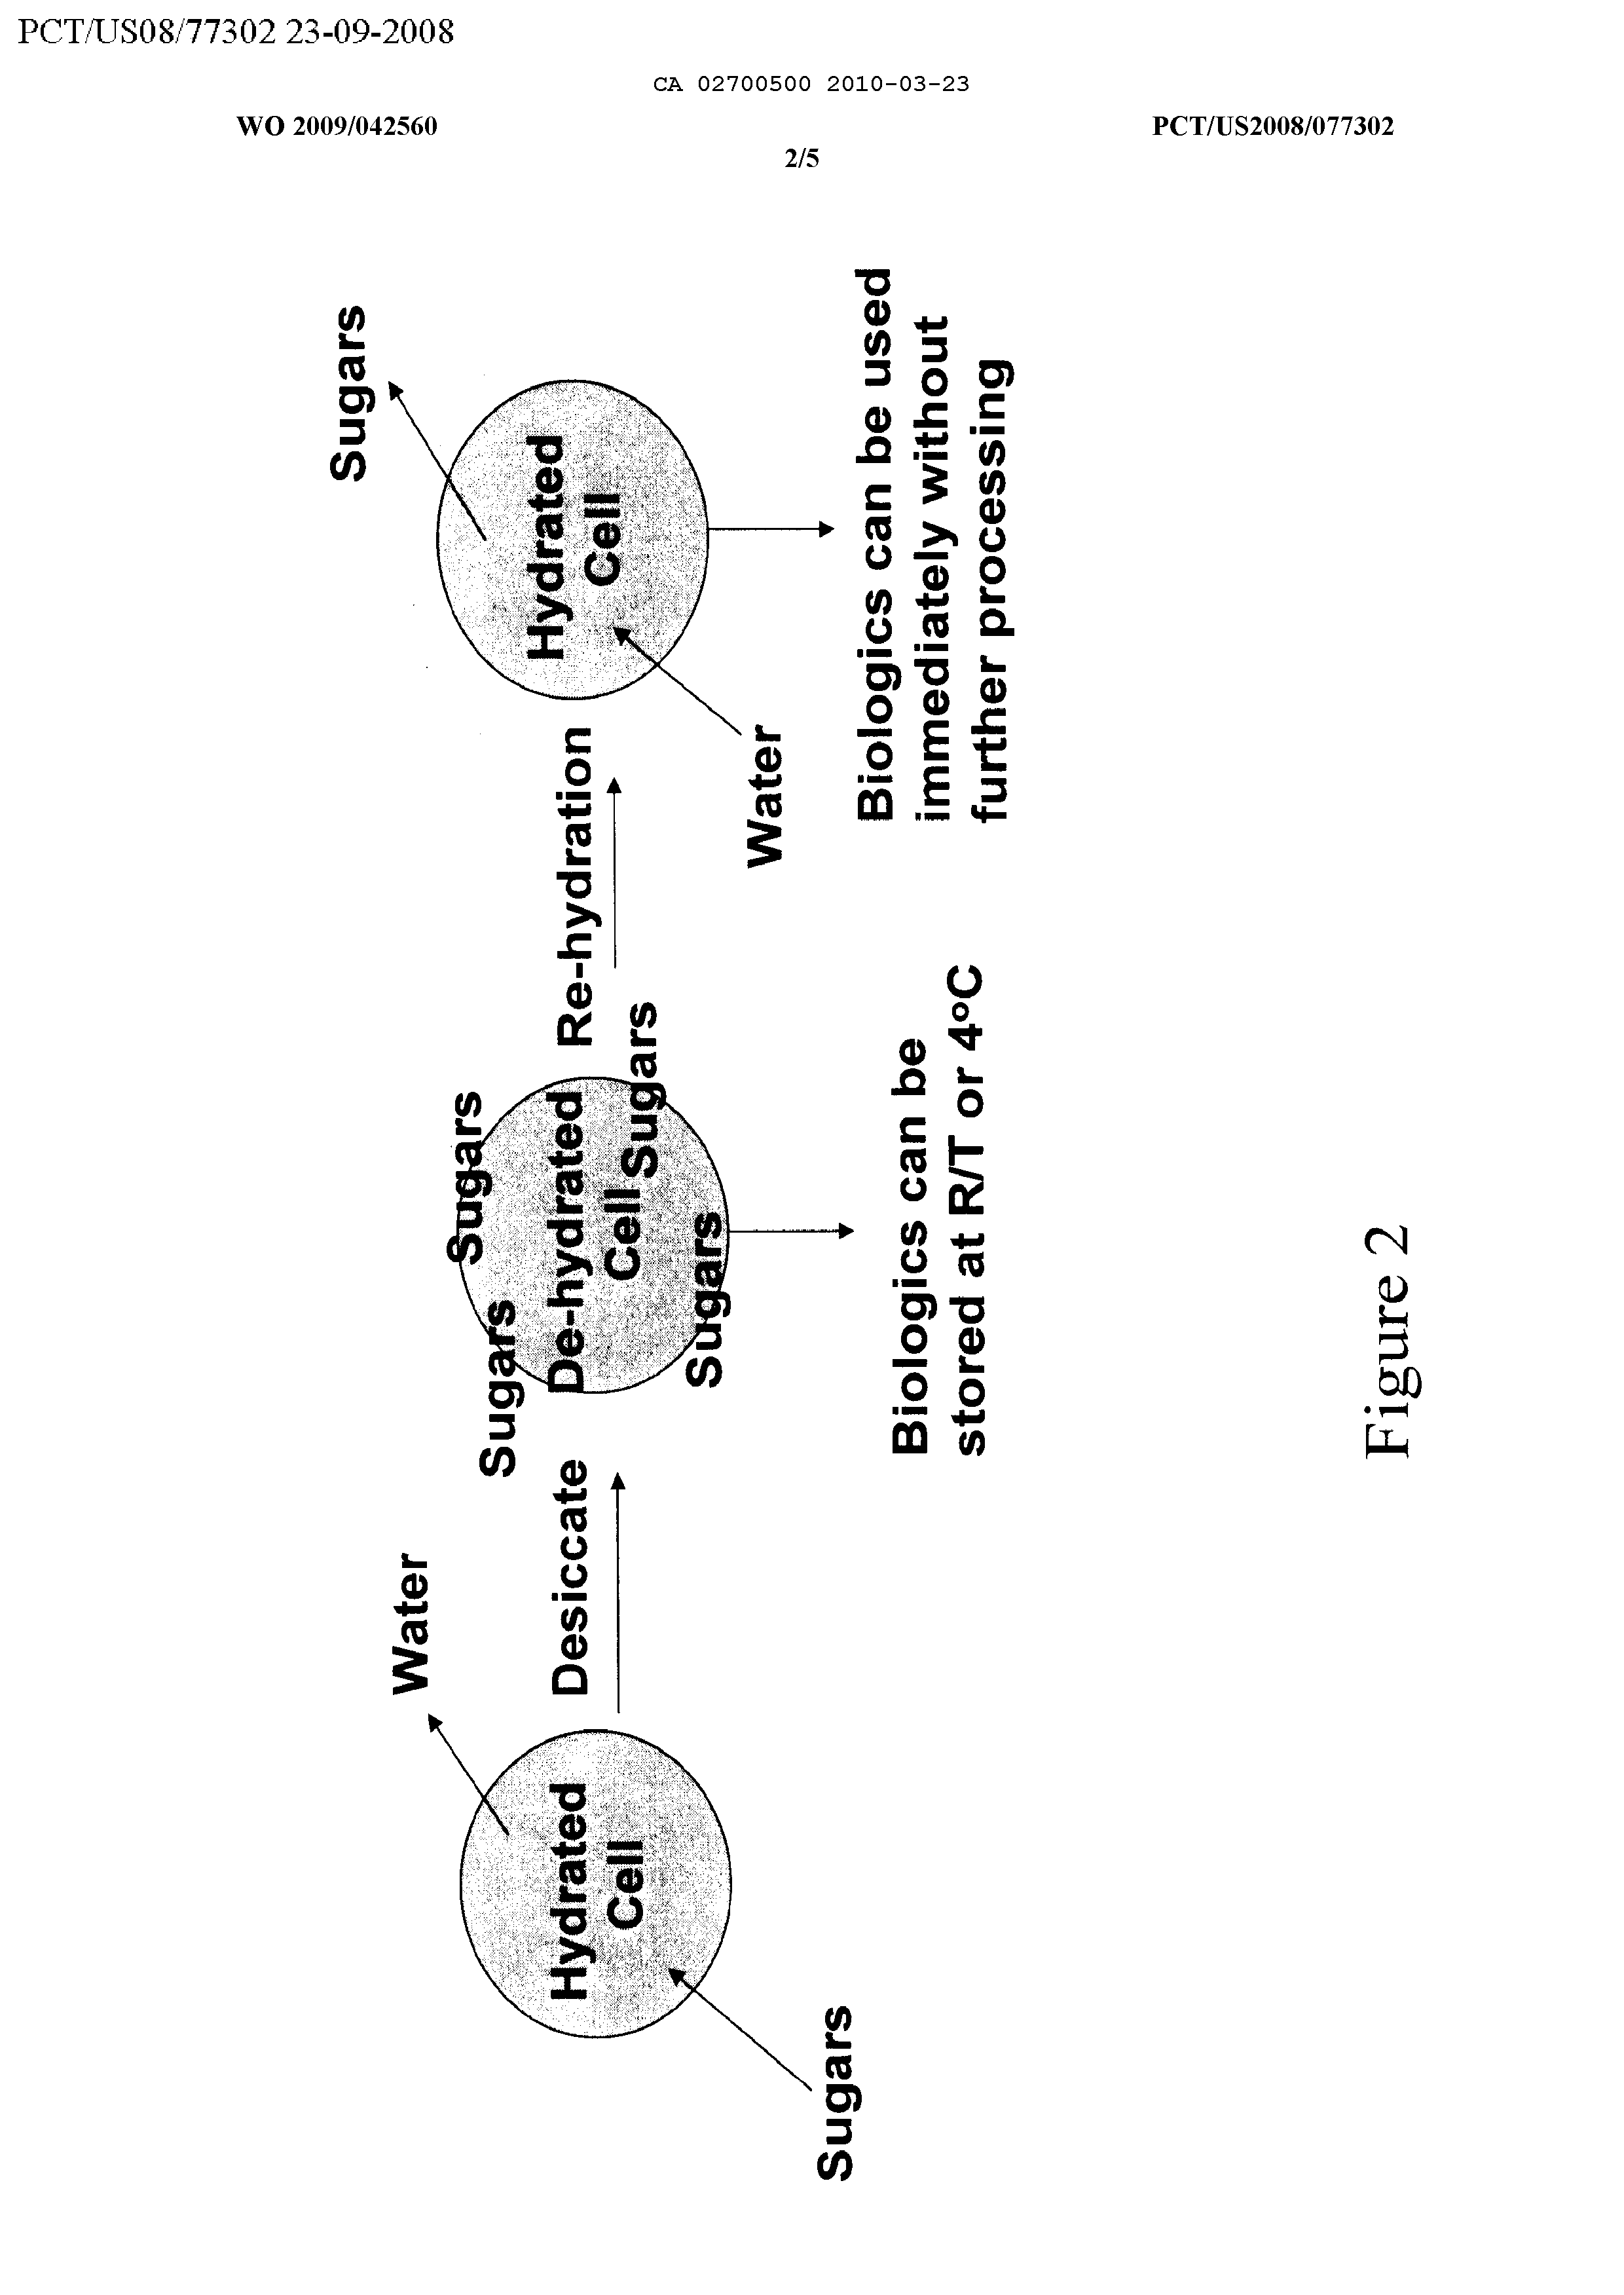 PCT/US08/77302 23-09-2008
CA 02700500 2010-03-23
WO 2009/042560
PCT/US2008/077302
2/5
Sugars
Water
Hydrated
Cell
Desiccate
Water
Sugars
Sugars
De-hydrated
Cell
Sugars
Sugars
Biologics can be
stored at R/T or 4ºC
Re-hydration
Water
Hydrated
Cell
Sugars
Biologics can be used
immediately without
further processing
Figure 2